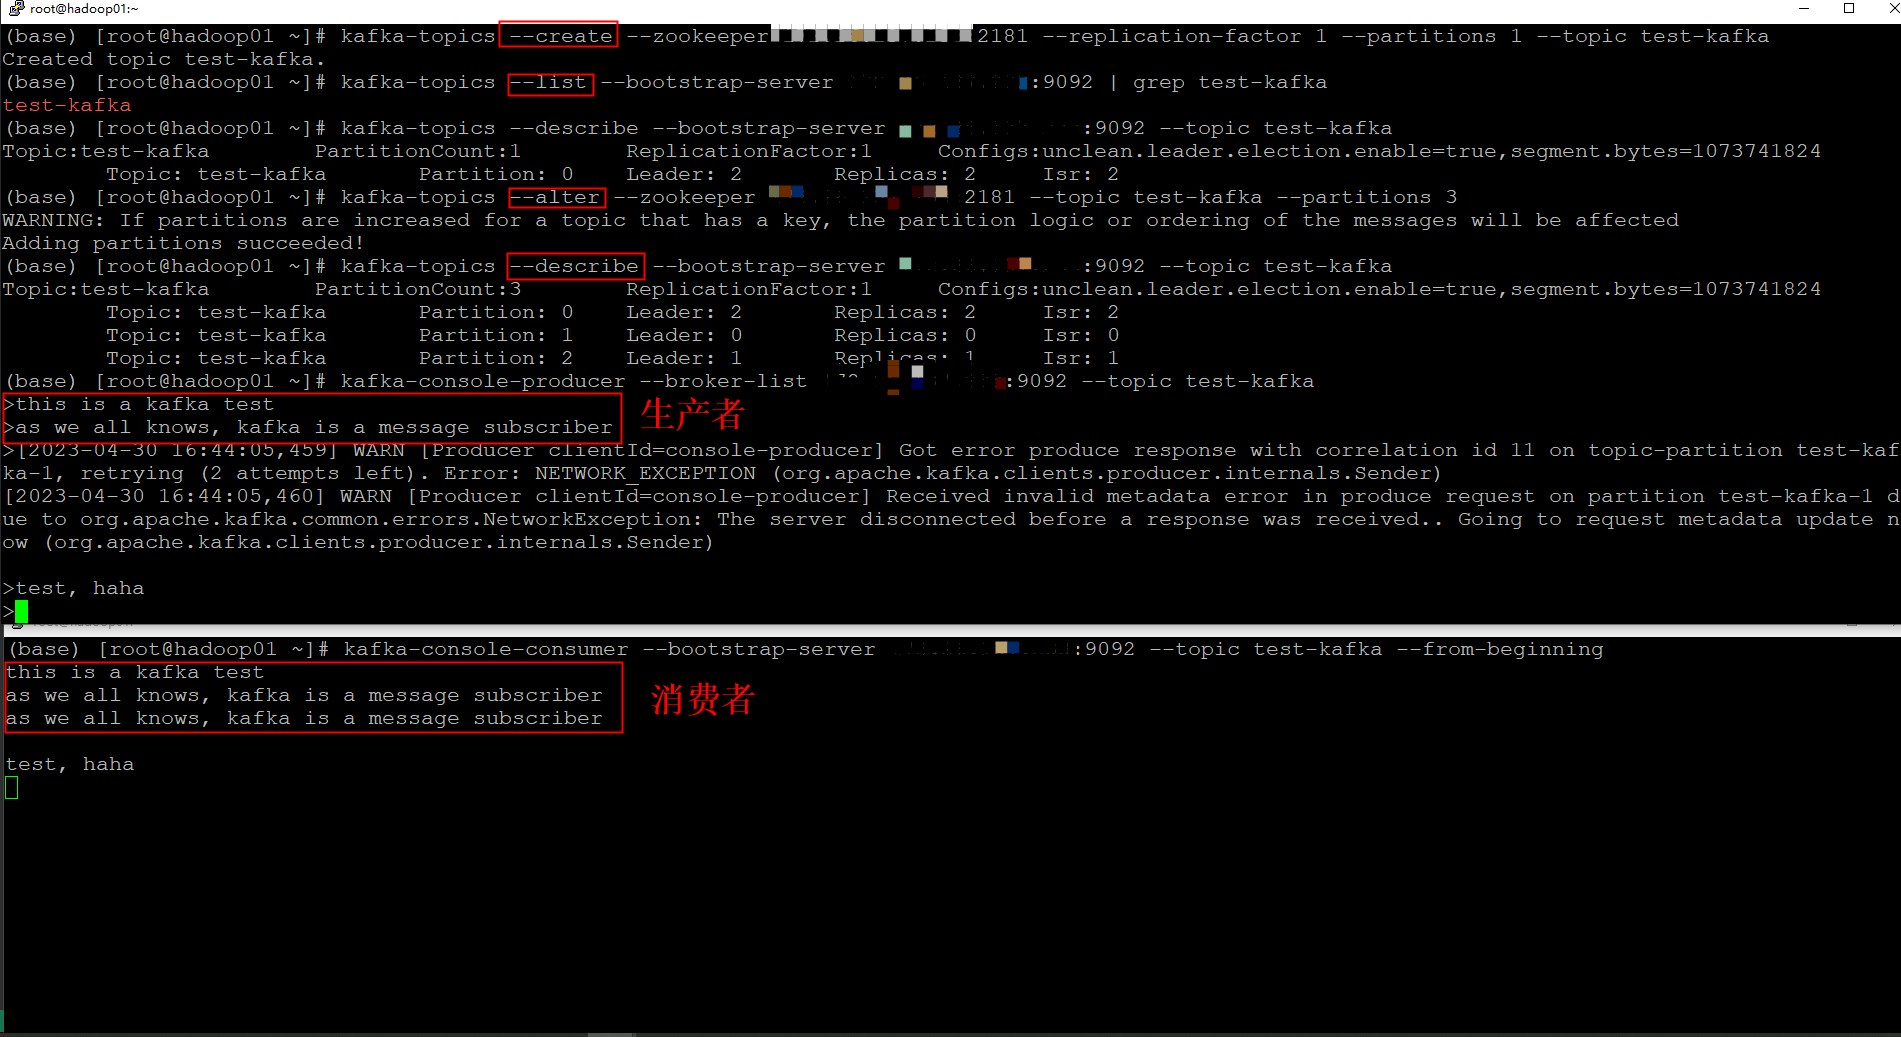 root@hadoop01:~
(base) [root@hadoop01 ~]# kafka-topics --create --zookeeper 2181 --replication-factor 1 --partitions 1 --topic test-kafka
Created topic test-kafka.
(base) [root@hadoop01 ~]# kafka-topics --list --bootstrap-server :9092 | grep test-kafka
test-kafka
(base) [root@hadoop01 ~]# kafka-topics --describe --bootstrap-server :9092 --topic test-kafka
Topic:test-kafka PartitionCount:1 ReplicationFactor:1 Configs:unclean.leader.election.enable=true,segment.bytes=1073741824
Topic: test-kafka Partition: 0 Leader: 2 Replicas: 2 Isr: 2
(base) [root@hadoop01 ~]# kafka-topics --alter --zookeeper 2181 --topic test-kafka --partitions 3
WARNING: If partitions are increased for a topic that has a key, the partition logic or ordering of the messages will be affected
Adding partitions succeeded!
(base) [root@hadoop01 ~]# kafka-topics --describe --bootstrap-server :9092 --topic test-kafka
Topic:test-kafka PartitionCount:3 ReplicationFactor:1 Configs:unclean.leader.election.enable=true,segment.bytes=1073741824
Topic: test-kafka Partition: 0 Leader: 2 Replicas: 2 Isr: 2
Topic: test-kafka Partition: 1 Leader: 0 Replicas: 0 Isr: 0
Topic: test-kafka Partition: 2 Leader: 1 Replicas: 1 Isr: 1
(base) [root@hadoop01 ~]# kafka-console-producer --broker-list :9092 --topic test-kafka
>this is a kafka test
>as we all knows, kafka is a message subscriber
生产者
>[2023-04-30 16:44:05,459] WARN [Producer clientId=console-producer] Got error produce response with correlation id 11 on topic-partition test-kaf
ka-1, retrying (2 attempts left). Error: NETWORK_EXCEPTION (org.apache.kafka.clients.producer.internals.Sender)
[2023-04-30 16:44:05,460] WARN [Producer clientId=console-producer] Received invalid metadata error in produce request on partition test-kafka-1 d
ue to org.apache.kafka.common.errors.NetworkException: The server disconnected before a response was received.. Going to request metadata update n
ow (org.apache.kafka.clients.producer.internals.Sender)
>test, haha
>
(base) [root@hadoop01 ~]# kafka-console-consumer --bootstrap-server :9092 --topic test-kafka --from-beginning
this is a kafka test
as we all knows, kafka is a message subscriber
as we all knows, kafka is a message subscriber
消费者
test, haha